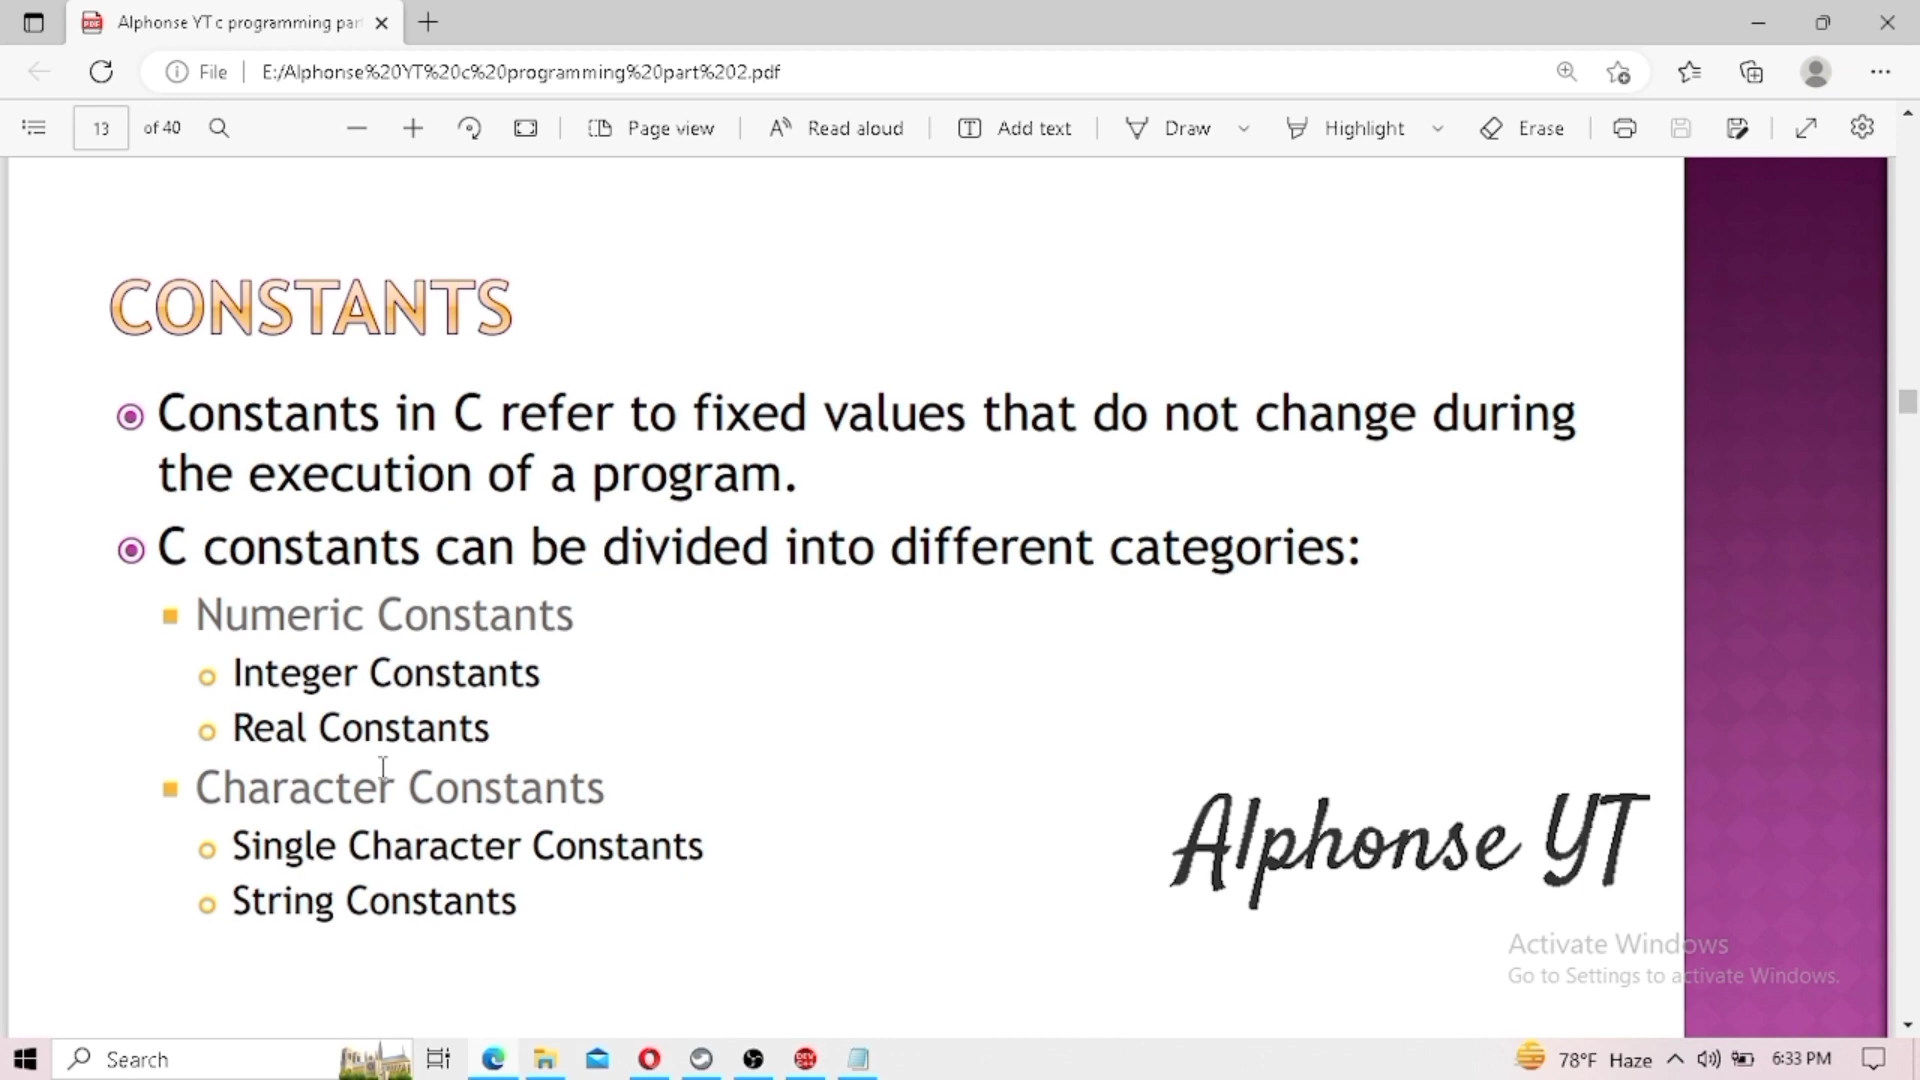 Alphonse YT c programming par
File
E:/Alphonse%20YT%20c%20programming%20part%202.pdf
13 of 40
Page view
Read aloud
Add text
Draw
Highlight
Erase
CONSTANTS
Constants in C refer to fixed values that do not change during
the execution of a program.
C constants can be divided into different categories:
Numeric Constants
Integer Constants
Real Constants
Character Constants
Single Character Constants
String Constants
Alphonse YT
Activate Windows
Go to Settings to activate Windows.
Search
78°F Haze
6:33 PM